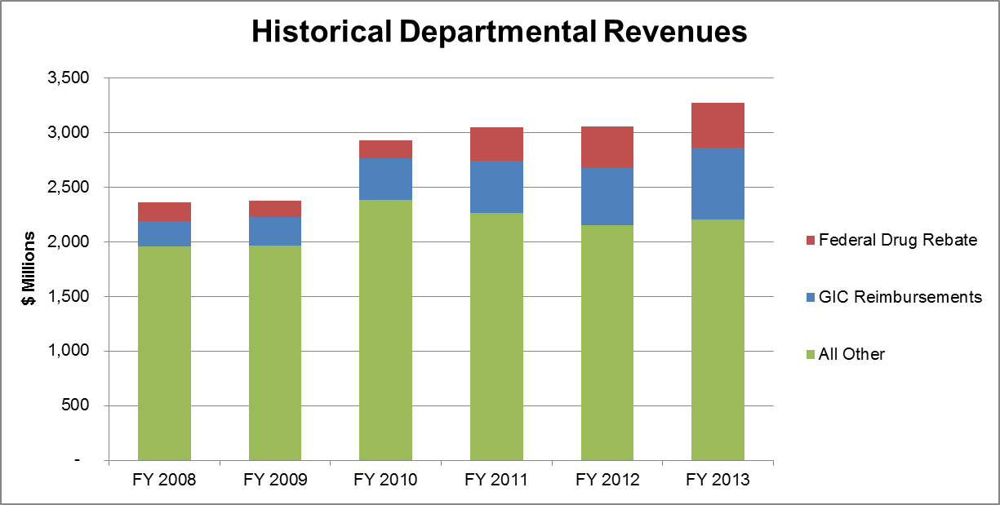 Historical Departmental Revenues
$ Millions
3,500
3,000
2,500
2,000
1,500
1,000
500
-
FY 2008
FY 2009
FY 2010
FY 2011
FY 2012
FY 2013
Federal Drug Rebate
GIC Reimbursements
All Other